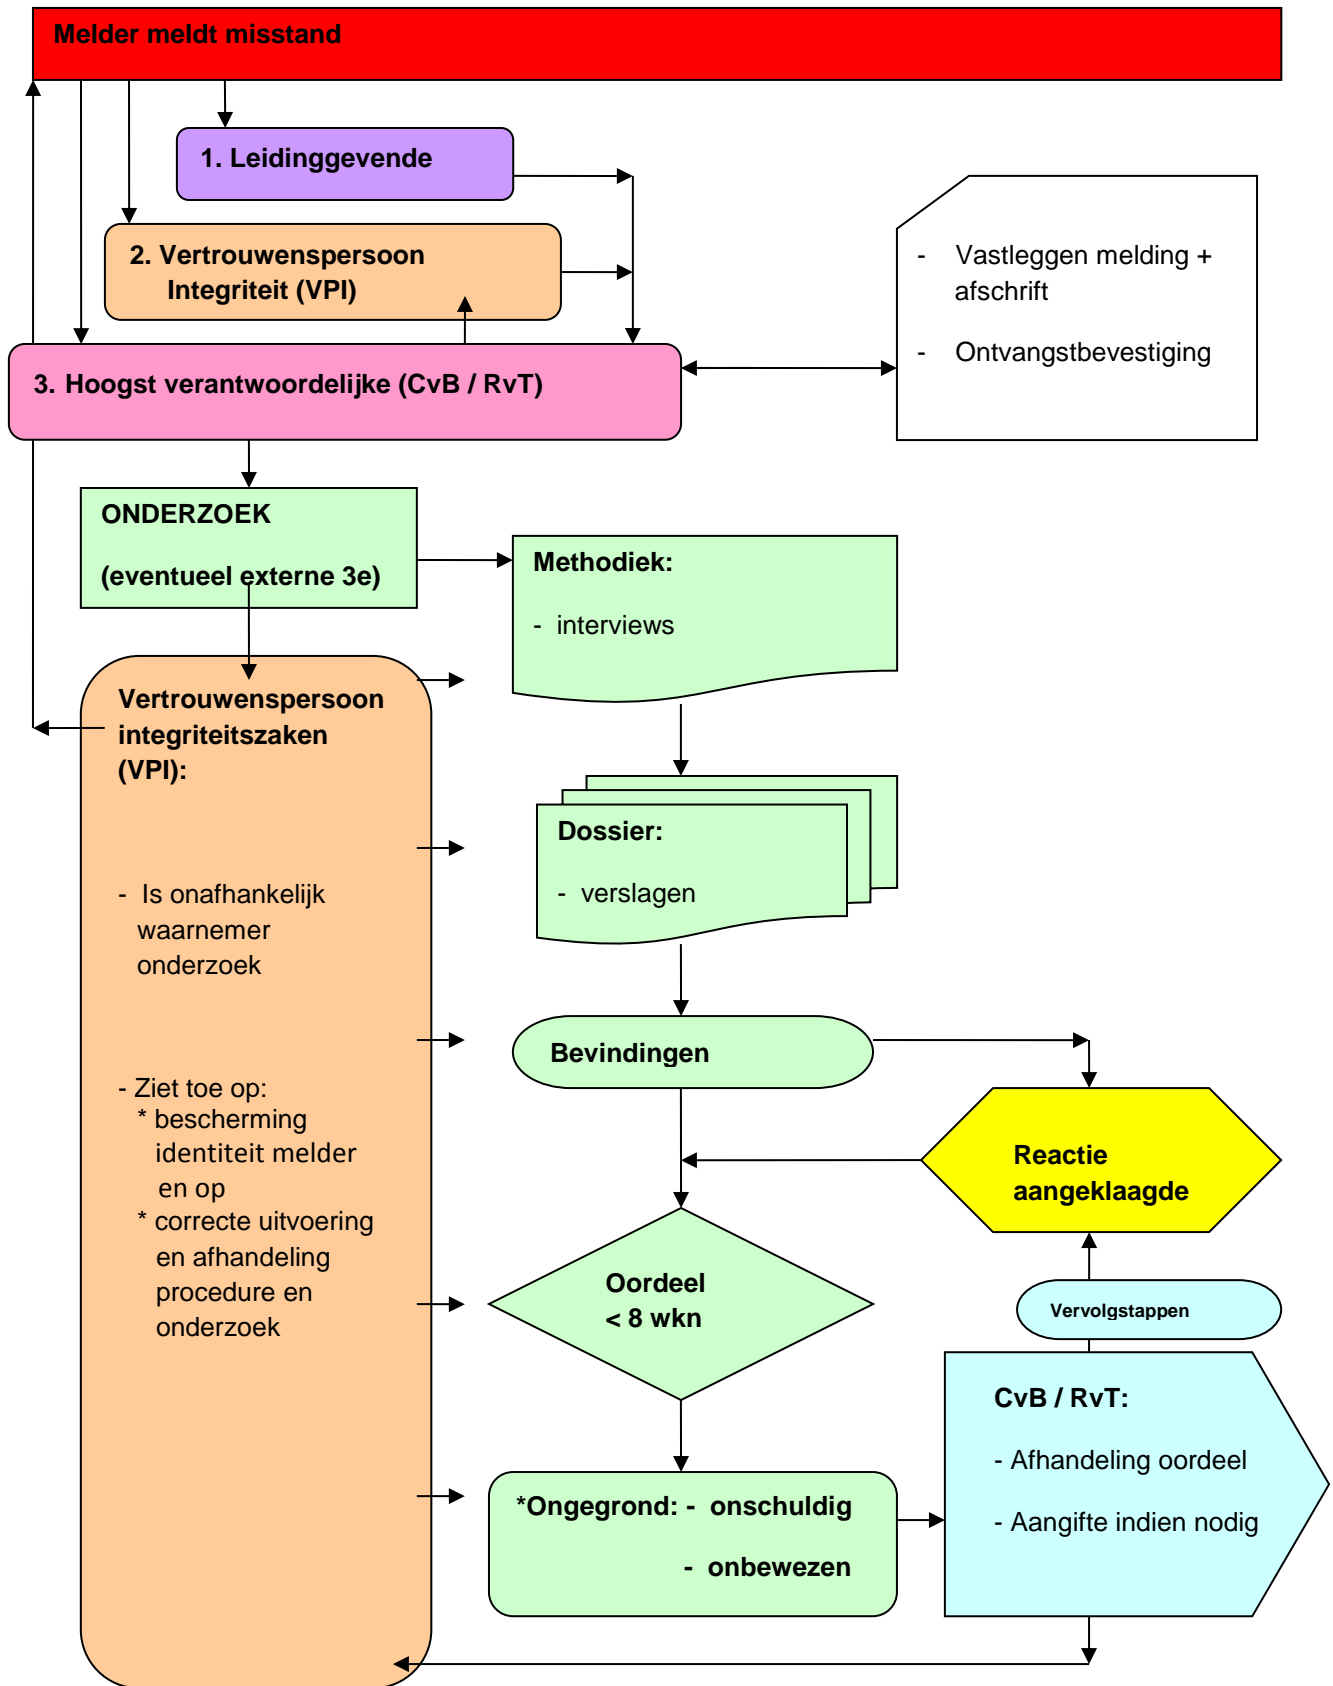 Melder meldt misstand
1. Leidinggevende
2. Vertrouwenspersoon
Integriteit (VPI)
- Vastleggen melding +
afschrift
- Ontvangstbevestiging
3. Hoogst verantwoordelijke (CvB / RvT)
ONDERZOEK
(eventueel externe 3e)
Methodiek:
- interviews
Vertrouwenspersoon
integriteitszaken
(VPI):
- Is onafhankelijk
waarnemer
onderzoek
- Ziet toe op:
* bescherming
identiteit melder
en op
* correcte uitvoering
en afhandeling
procedure en
onderzoek
Dossier:
- verslagen
Bevindingen
Reactie
aangeklaagde
Oordeel
< 8 wkn
Vervolgstappen
CvB / RvT:
- Afhandeling oordeel
- Aangifte indien nodig
*Ongegrond: - onschuldig
- onbewezen